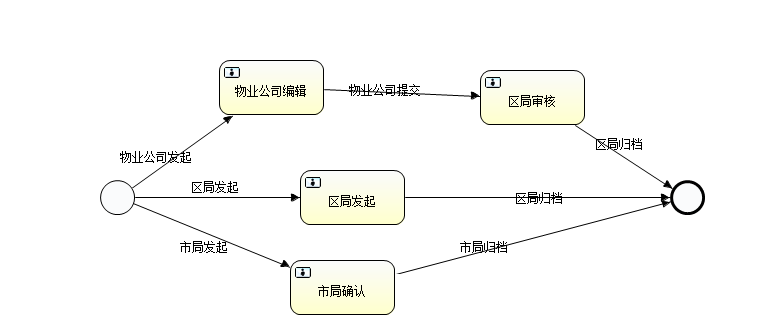 物业公司编辑
物业公司提交
区局审核
区局归档
物业公司发起
区局发起
区局发起
区局归档
市局发起
市局归档
市局确认